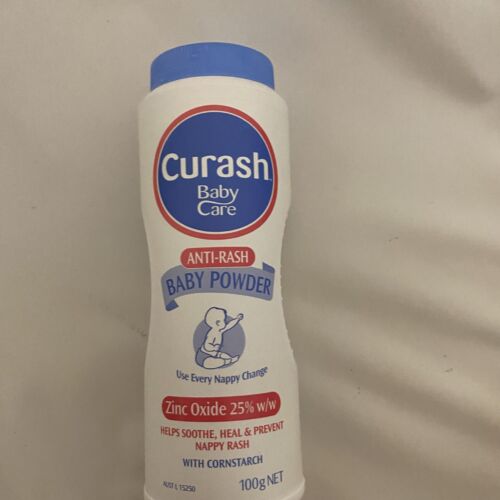 Curash
Baby
Care
ANTI-RASH
BABY POWDER
Use Every Nappy Change
Zinc Oxide 25% w/w
HELPS SOOTHE, HEAL & PREVENT
NAPPY RASH
WITH CORNSTARCH
AUST L 15250
100g NET